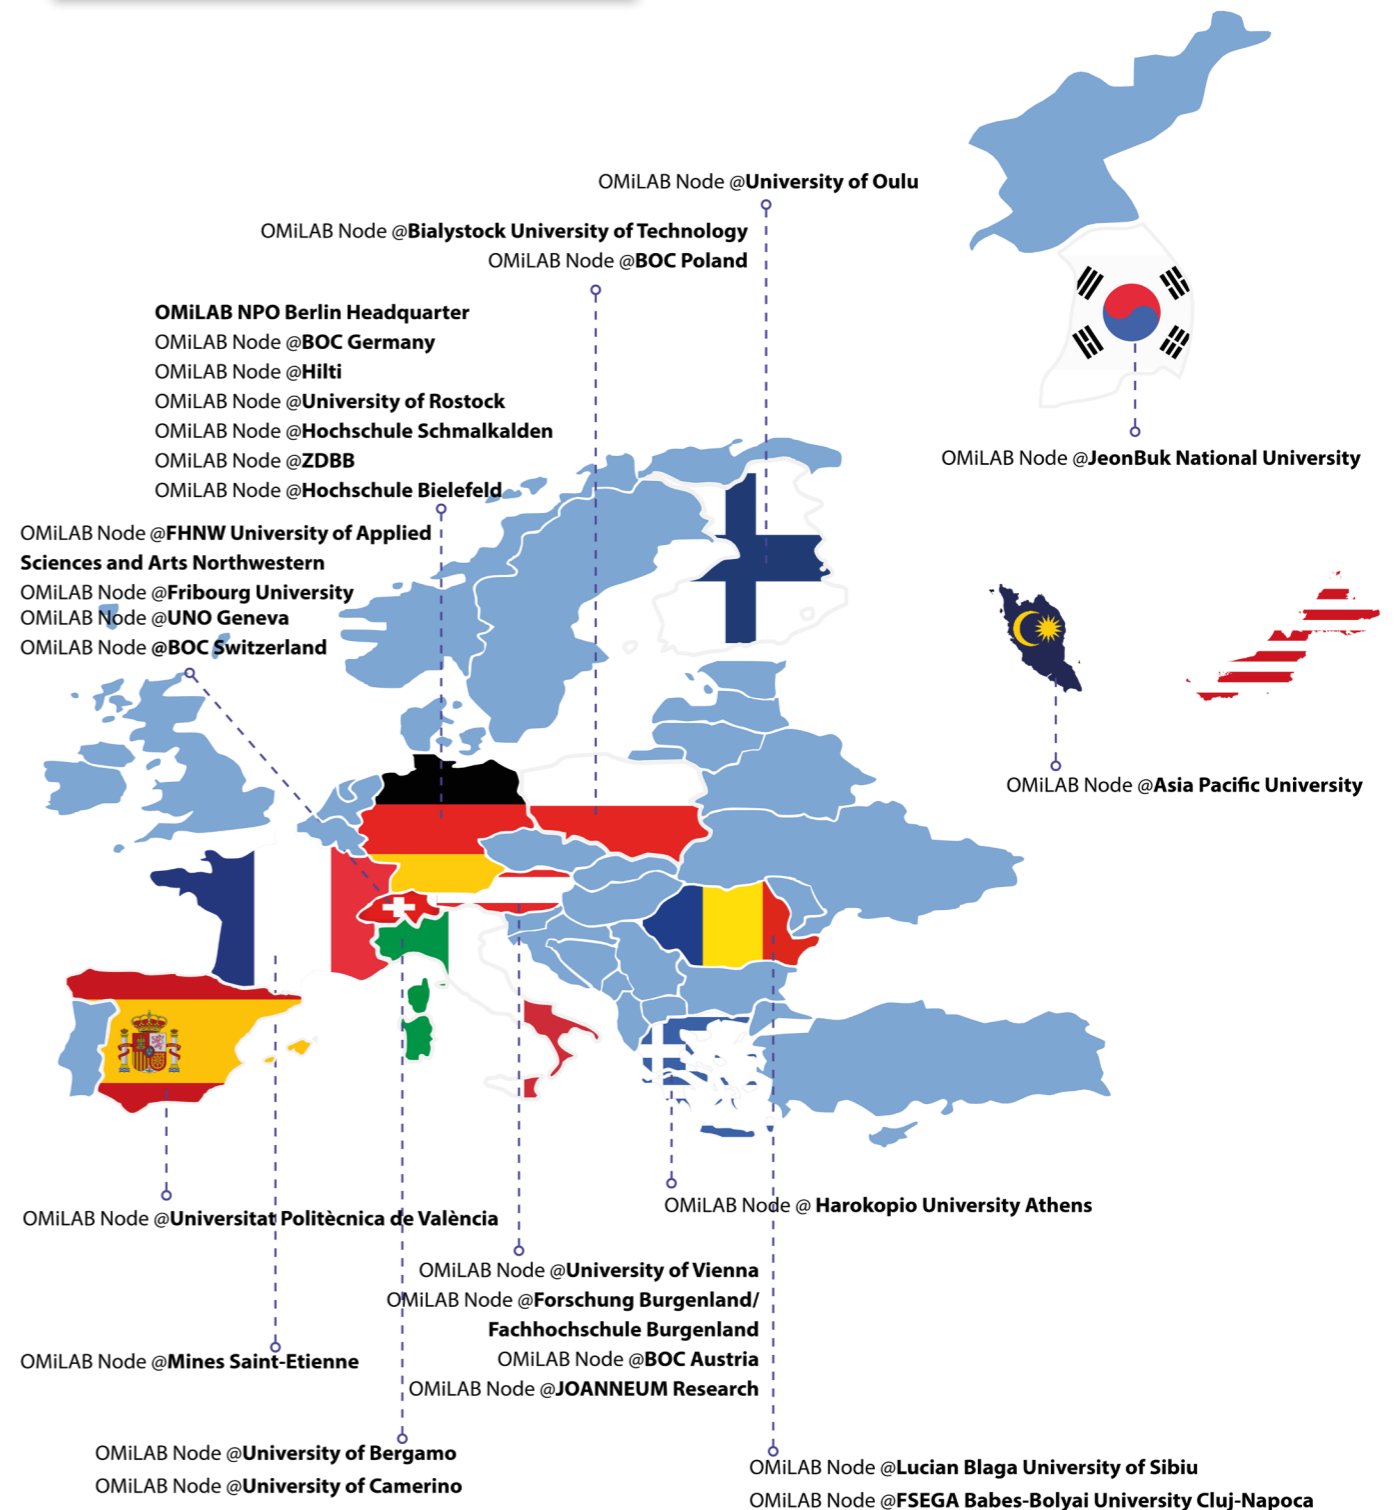 OMiLAB Node @University of Oulu
OMiLAB Node @Bialystock University of Technology
OMiLAB Node @BOC Poland
OMiLAB NPO Berlin Headquarter
OMiLAB Node @BOC Germany
OMiLAB Node @Hilti
OMiLAB Node @University of Rostock
OMiLAB Node @Hochschule Schmalkalden
OMiLAB Node @ZDBB
OMiLAB Node @Hochschule Bielefeld
OMiLAB Node @JeonBuk National University
OMiLAB Node @FHNW University of Applied
Sciences and Arts Northwestern
OMiLAB Node @Fribourg University
OMiLAB Node @UNO Geneva
OMiLAB Node @BOC Switzerland
OMiLAB Node @Asia Pacific University
OMiLAB Node @Universitat Politècnica de València
OMiLAB Node @ Harokopio University Athens
OMiLAB Node @University of Vienna
OMiLAB Node @Forschung Burgenland/
Fachhochschule Burgenland
OMiLAB Node @BOC Austria
OMiLAB Node @JOANNEUM Research
OMiLAB Node @Mines Saint-Etienne
OMiLAB Node @University of Bergamo
OMiLAB Node @University of Camerino
OMiLAB Node @Lucian Blaga University of Sibiu
OMiLAB Node @FSEGA Babes-Bolyai University Cluj-Napoca